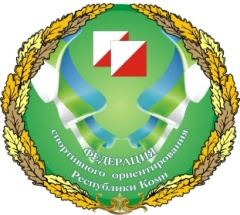 ФЕДЕРАЦИЯ
спортивного ориентирования
Республики Коми